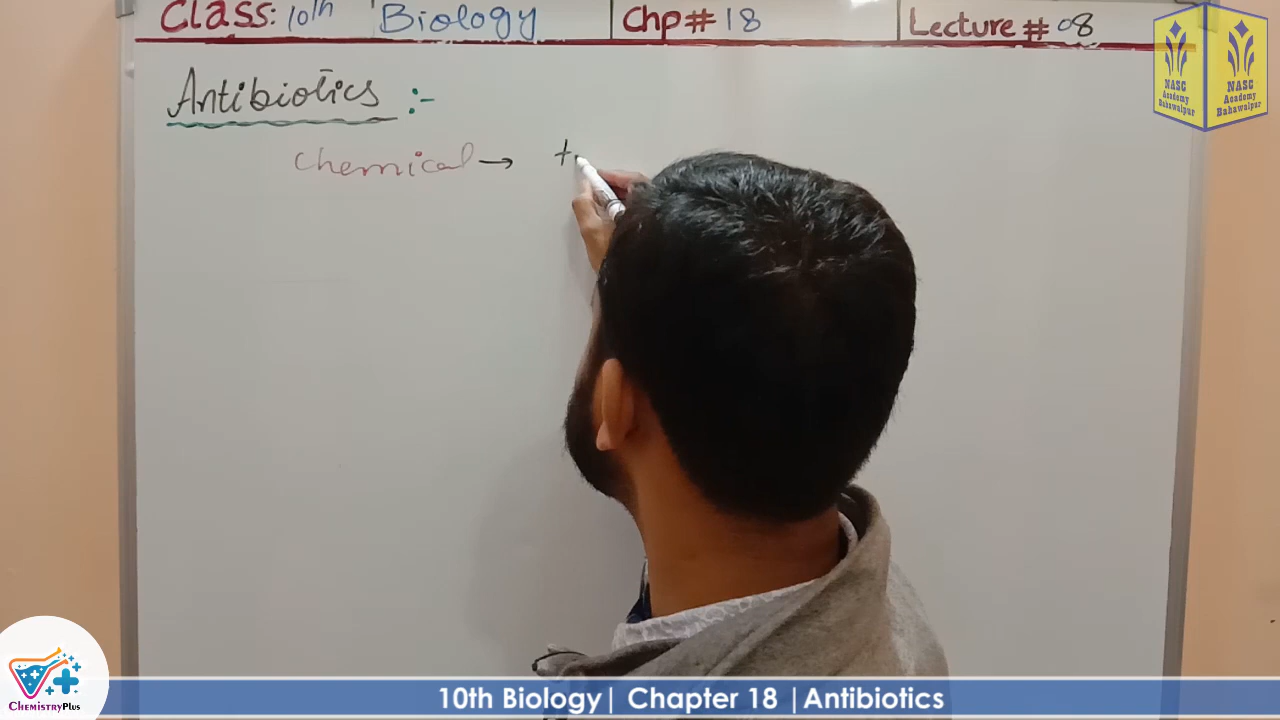 Class: 10th Biology Chp # 18 Lecture # 08
NASC Academy Bahawalpur
NASC Academy Bahawalpur
Antibiotics :-
Chemical →
ChemistryPlus
10th Biology| Chapter 18 |Antibiotics